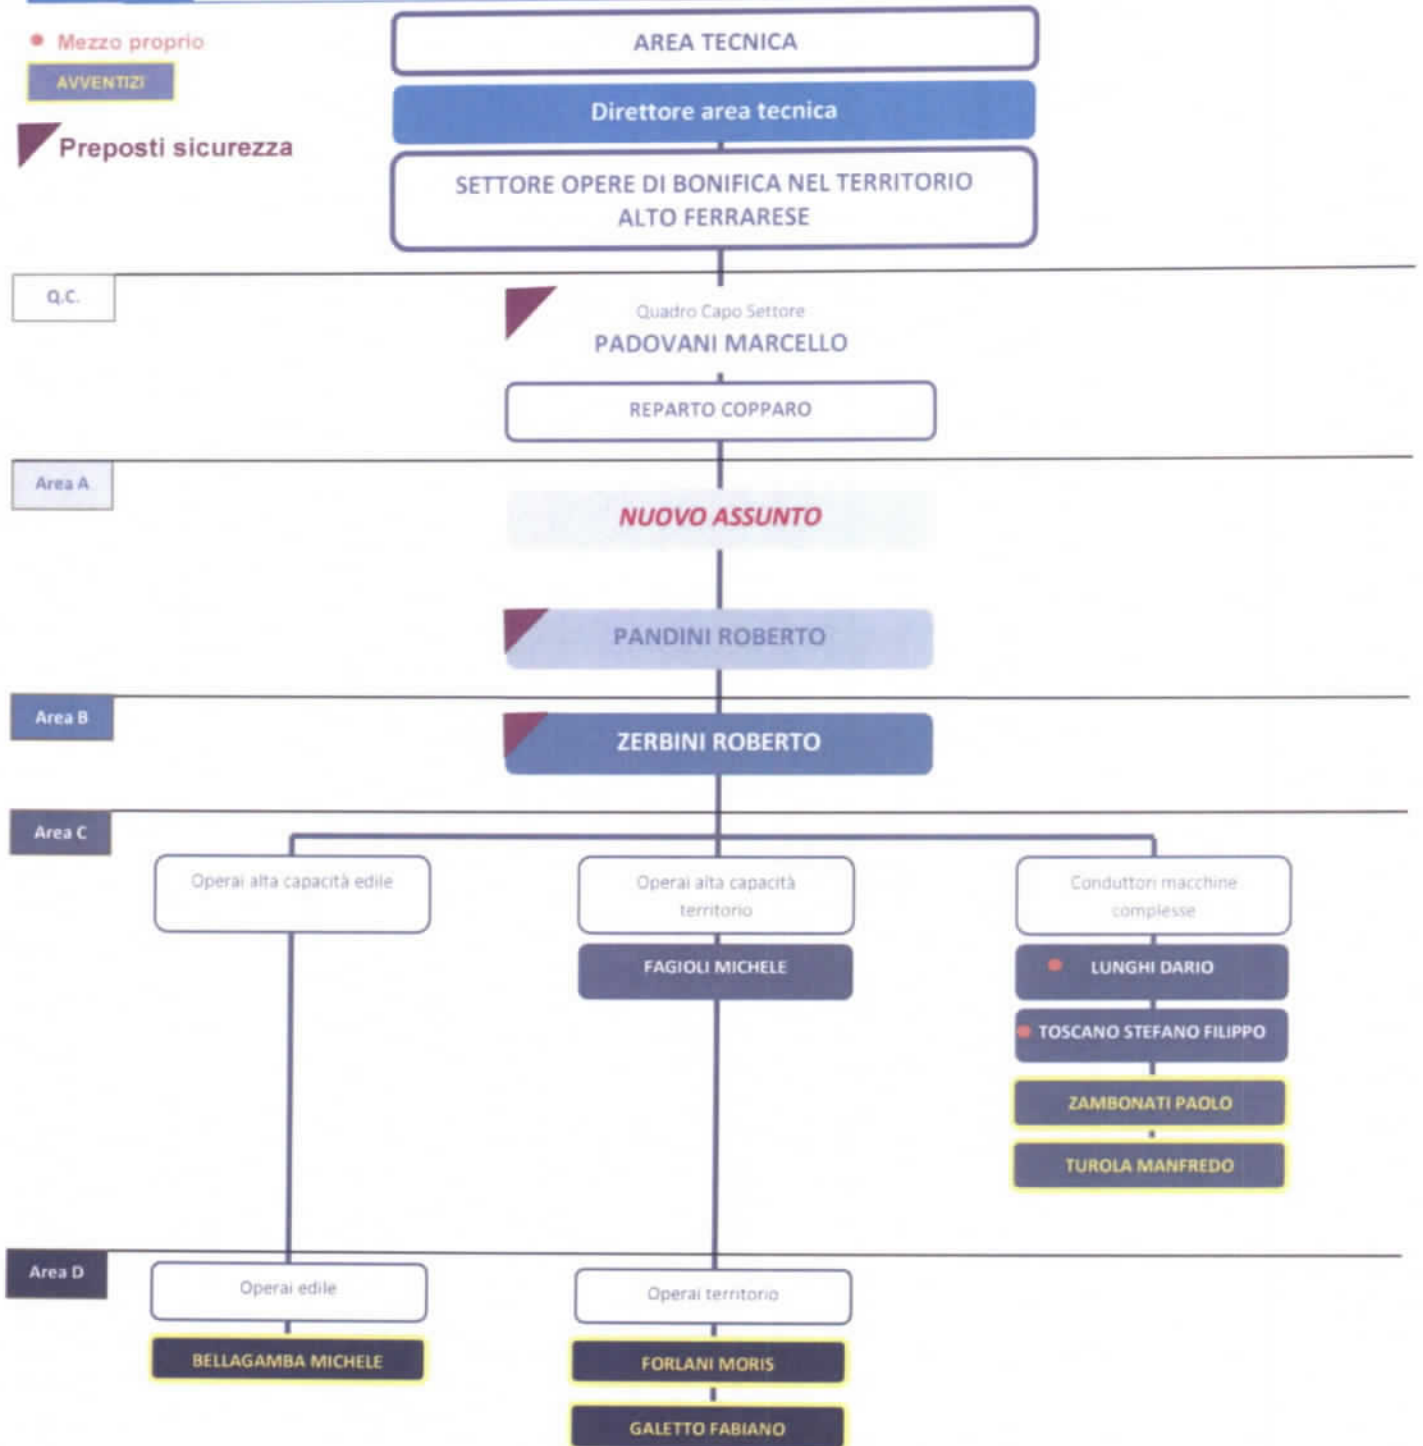 Mezzo proprio
AVVENTIZI
Preposti sicurezza
AREA TECNICA
Direttore area tecnica
SETTORE OPERE DI BONIFICA NEL TERRITORIO
ALTO FERRARESE
Q.C.
Quadro Capo Settore
PADOVANI MARCELLO
REPARTO COPPARO
Area A
NUOVO ASSUNTO
PANDINI ROBERTO
Area B
ZERBINI ROBERTO
Area C
Operai alta capacità edile
Operai alta capacità
territorio
FAGIOLI MICHELE
Conduttori macchine
complesse
LUNGHI DARIO
TOSCANO STEFANO FILIPPO
ZAMBONATI PAOLO
TUROLA MANFREDO
Area D
Operai edile
BELLAGAMBA MICHELE
Operai territorio
FORLANI MORIS
GALETTO FABIANO